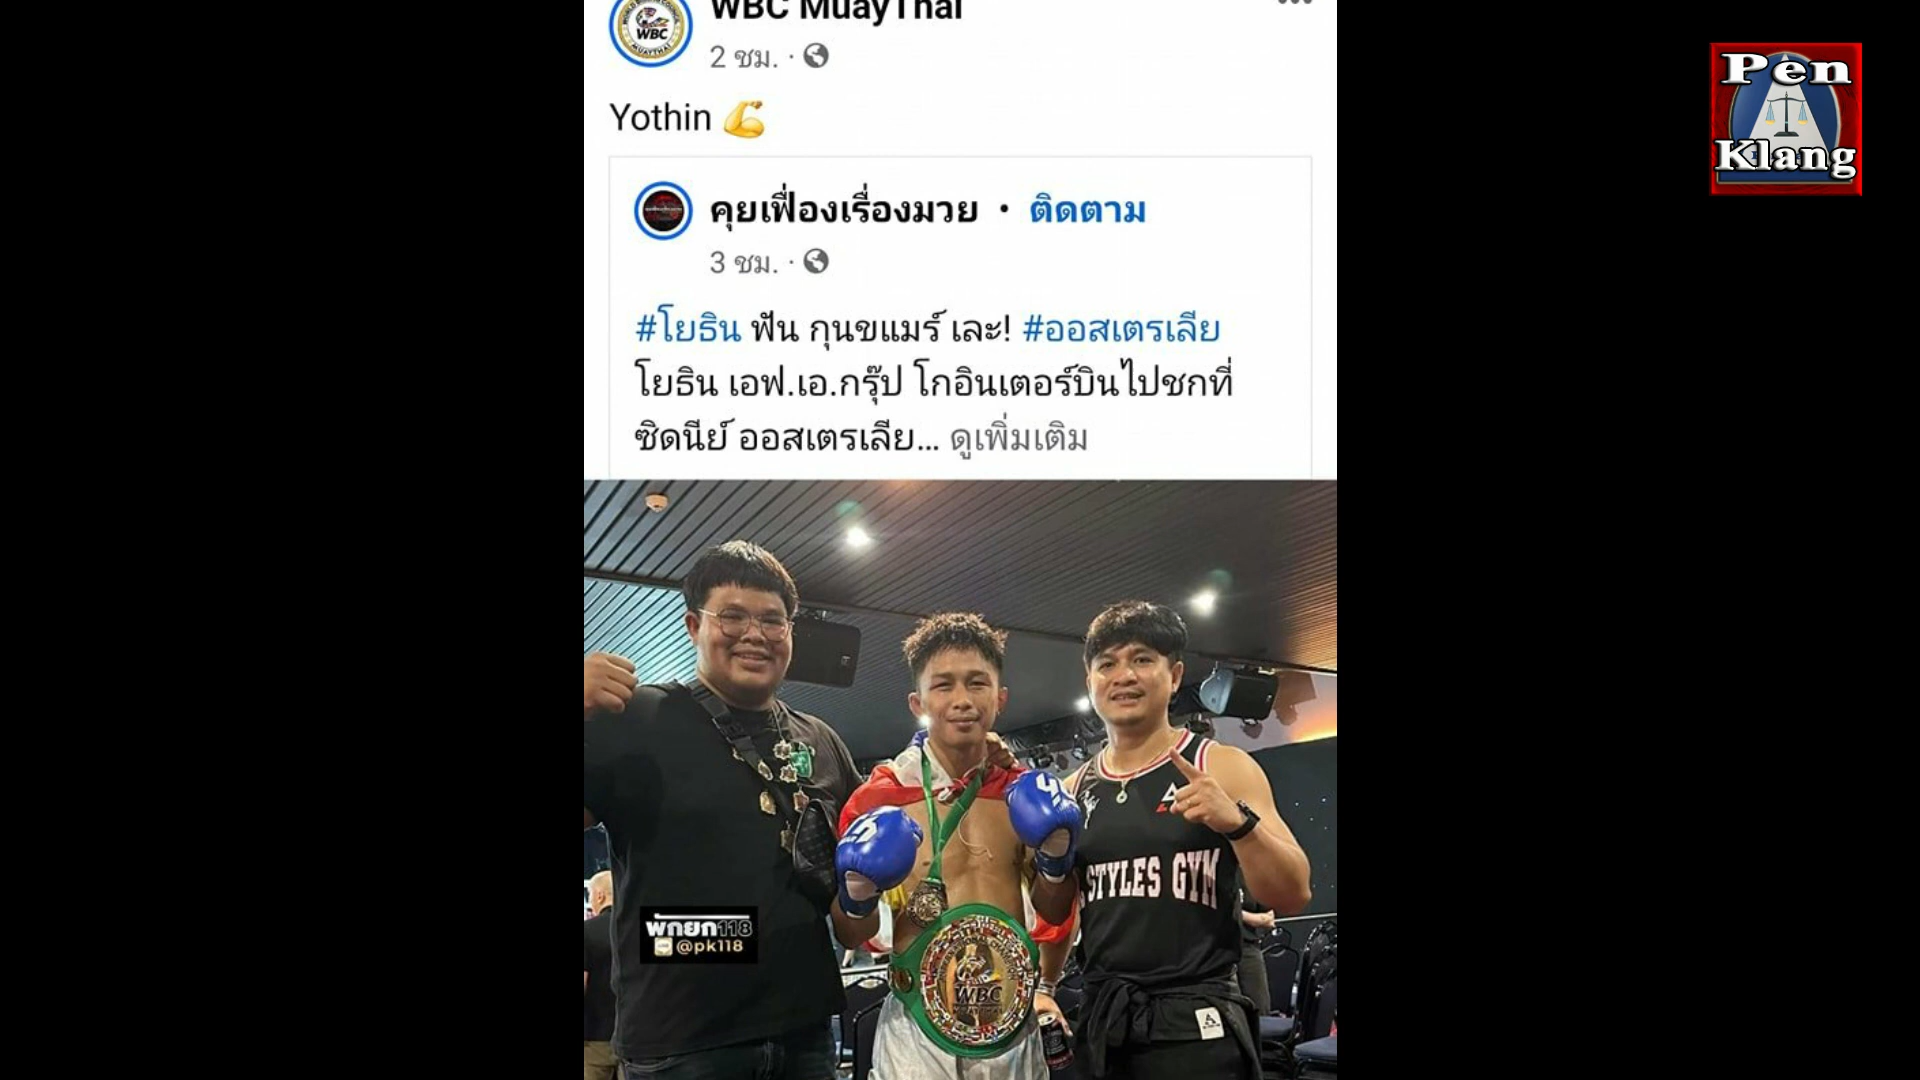 WBC MuayThai
2 ชม.
Yothin
คุยเฟื่องเรื่องมวย • ติดตาม
3 ชม.
#โยธิน ฟัน กุนขแมร์ เละ! #ออสเตรเลีย
โยธิน เอฟ.เอ.กรุ๊ป โกอินเตอร์บินไปชกที่
ซิดนีย์ ออสเตรเลีย... ดูเพิ่มเติม
Pen
Klang
WBC
MUAYTHAI
STYLES GYM
พกยก118
@pk118
WBC